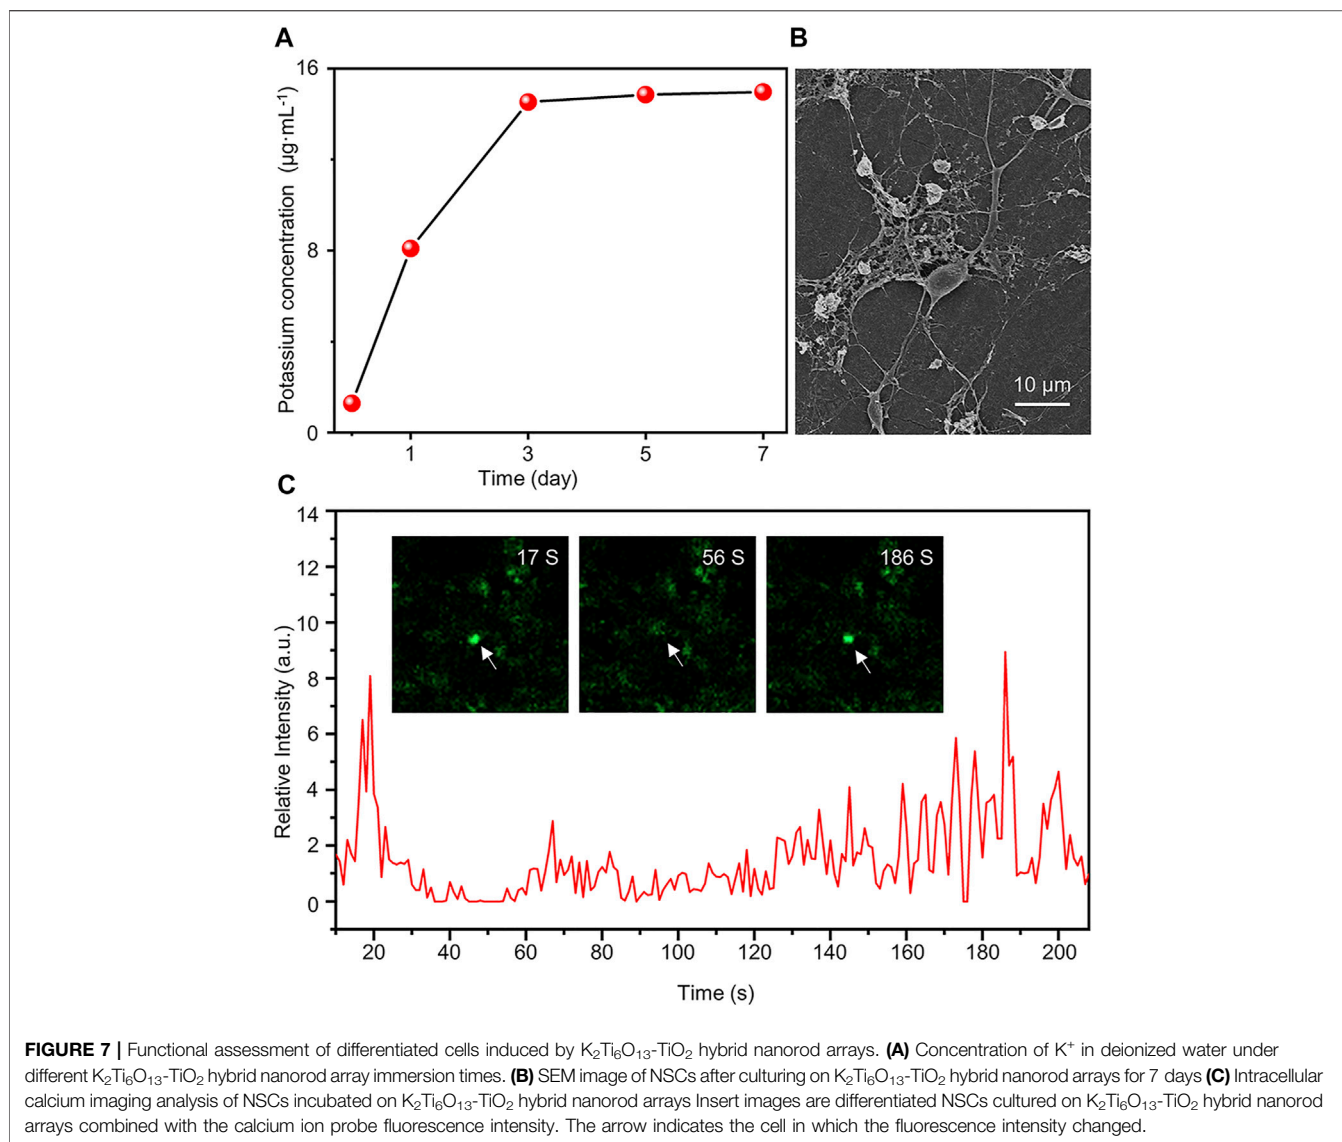 A
B
16
8
0
Potassium concentration (µg·mL⁻¹)
1
3
5
7
Time (day)
10 µm
C
14
12
10
8
6
4
2
0
Relative Intensity (a.u.)
17 S
56 S
186 S
20
40
60
80
100
120
140
160
180
200
Time (s)
FIGURE 7 | Functional assessment of differentiated cells induced by K₂Ti₆O₁₃-TiO₂ hybrid nanorod arrays. (A) Concentration of K⁺ in deionized water under
different K₂Ti₆O₁₃-TiO₂ hybrid nanorod array immersion times. (B) SEM image of NSCs after culturing on K₂Ti₆O₁₃-TiO₂ hybrid nanorod arrays for 7 days (C) Intracellular
calcium imaging analysis of NSCs incubated on K₂Ti₆O₁₃-TiO₂ hybrid nanorod arrays Insert images are differentiated NSCs cultured on K₂Ti₆O₁₃-TiO₂ hybrid nanorod
arrays combined with the calcium ion probe fluorescence intensity. The arrow indicates the cell in which the fluorescence intensity changed.